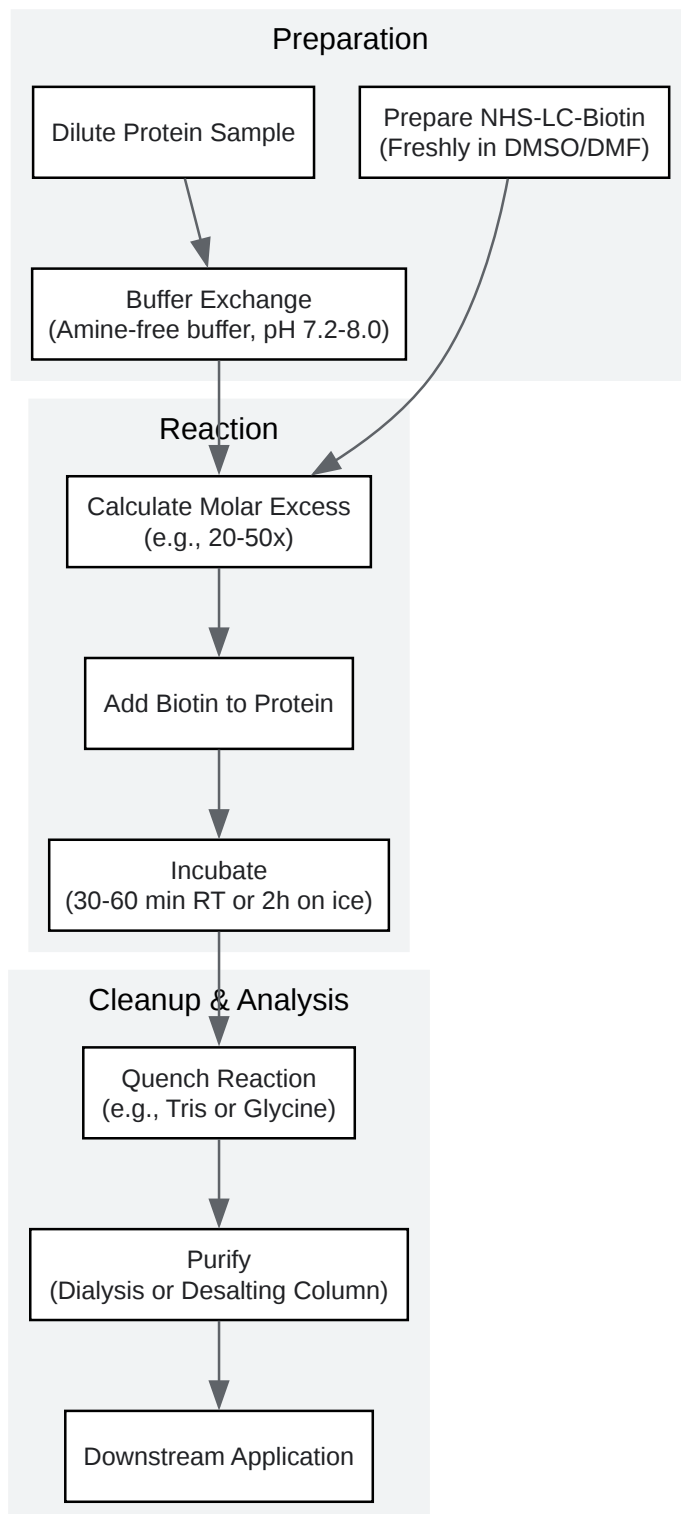 Preparation
Dilute Protein Sample
Prepare NHS-LC-Biotin
(Freshly in DMSO/DMF)
Buffer Exchange
(Amine-free buffer, pH 7.2-8.0)
Reaction
Calculate Molar Excess
(e.g., 20-50x)
Add Biotin to Protein
Incubate
(30-60 min RT or 2h on ice)
Cleanup & Analysis
Quench Reaction
(e.g., Tris or Glycine)
Purify
(Dialysis or Desalting Column)
Downstream Application